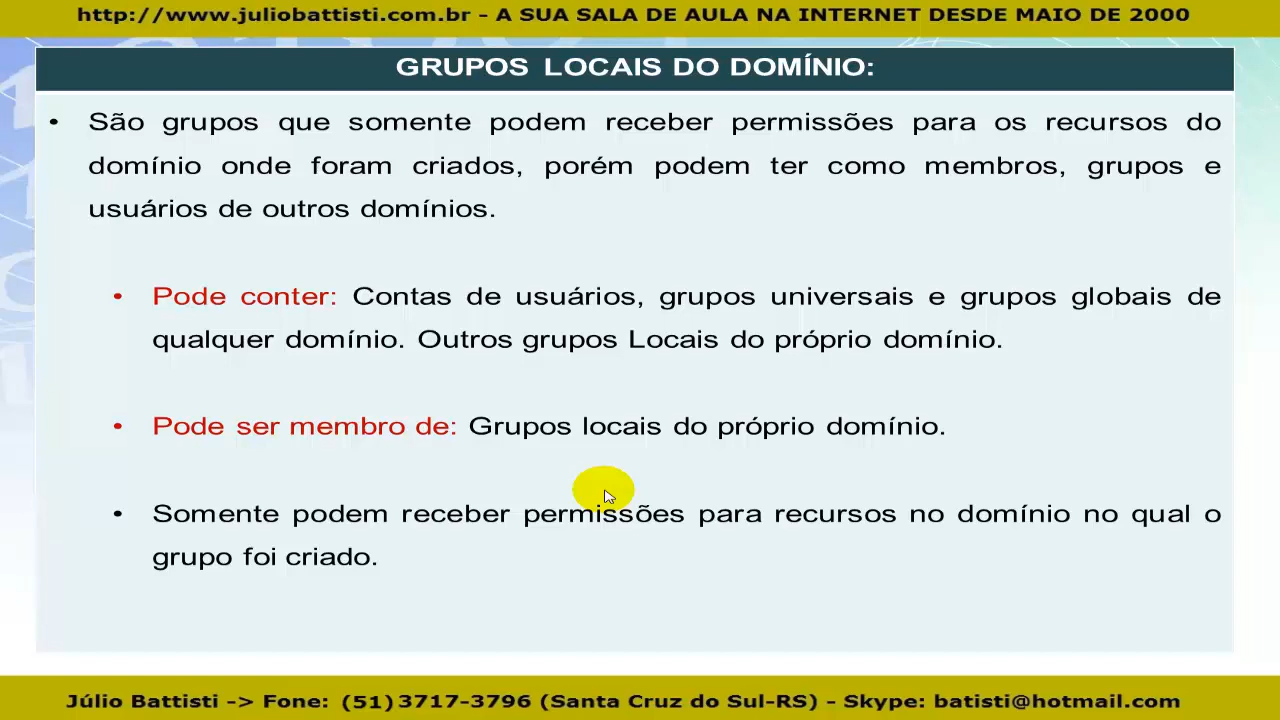 http://www.juliobattisti.com.br - A SUA SALA DE AULA NA INTERNET DESDE MAIO DE 2000
GRUPOS LOCAIS DO DOMÍNIO:
• São grupos que somente podem receber permissões para os recursos do
domínio onde foram criados, porém podem ter como membros, grupos e
usuários de outros domínios.
• Pode conter: Contas de usuários, grupos universais e grupos globais de
qualquer domínio. Outros grupos Locais do próprio domínio.
• Pode ser membro de: Grupos locais do próprio domínio.
• Somente podem receber permissões para recursos no domínio no qual o
grupo foi criado.
Júlio Battisti -> Fone: (51) 3717-3796 (Santa Cruz do Sul-RS) - Skype: batisti@hotmail.com